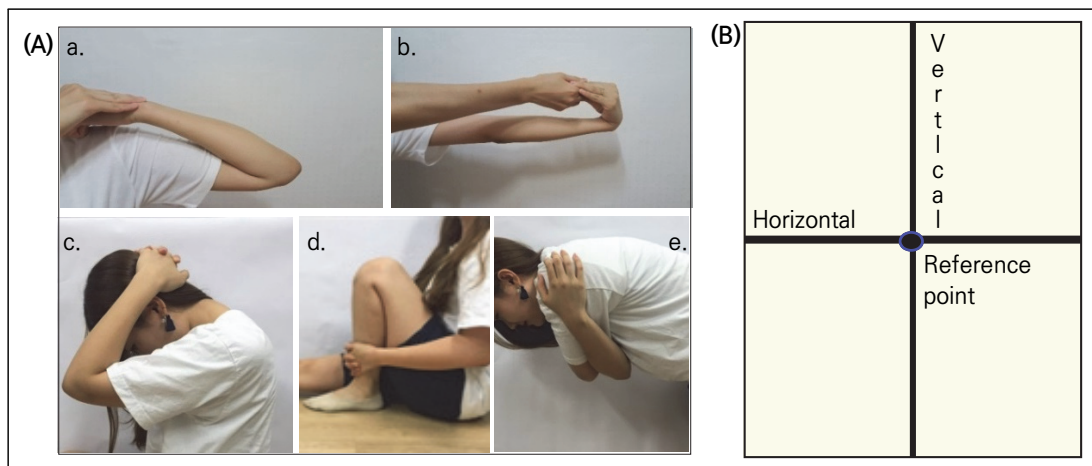 (A)
a.
b.
c.
d.
e.
(B)
V
e
r
t
l
c
a
l
Horizontal
Reference
point